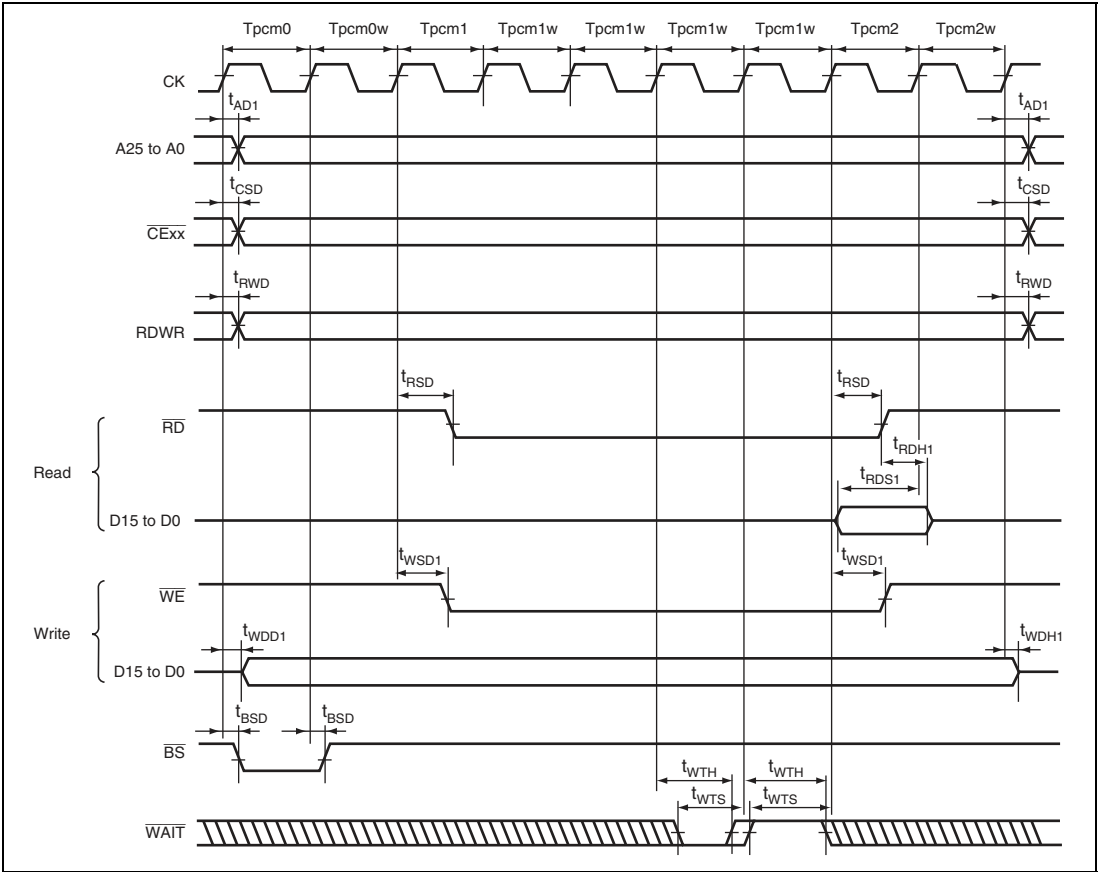 Tpcm0 Tpcm0w Tpcm1 Tpcm1w Tpcm1w Tpcm1w Tpcm1w Tpcm2 Tpcm2w
CK
tAD1 tAD1
A25 to A0
tCSD tCSD
CExx
tRWD tRWD
RDWR
tRSD tRSD
RD
tRDH1
Read
tRDS1
D15 to D0
tWSD1 tWSD1
WE
Write
tWDD1 tWDH1
D15 to D0
tBSD tBSD
BS
tWTH tWTH
tWTS tWTS
WAIT